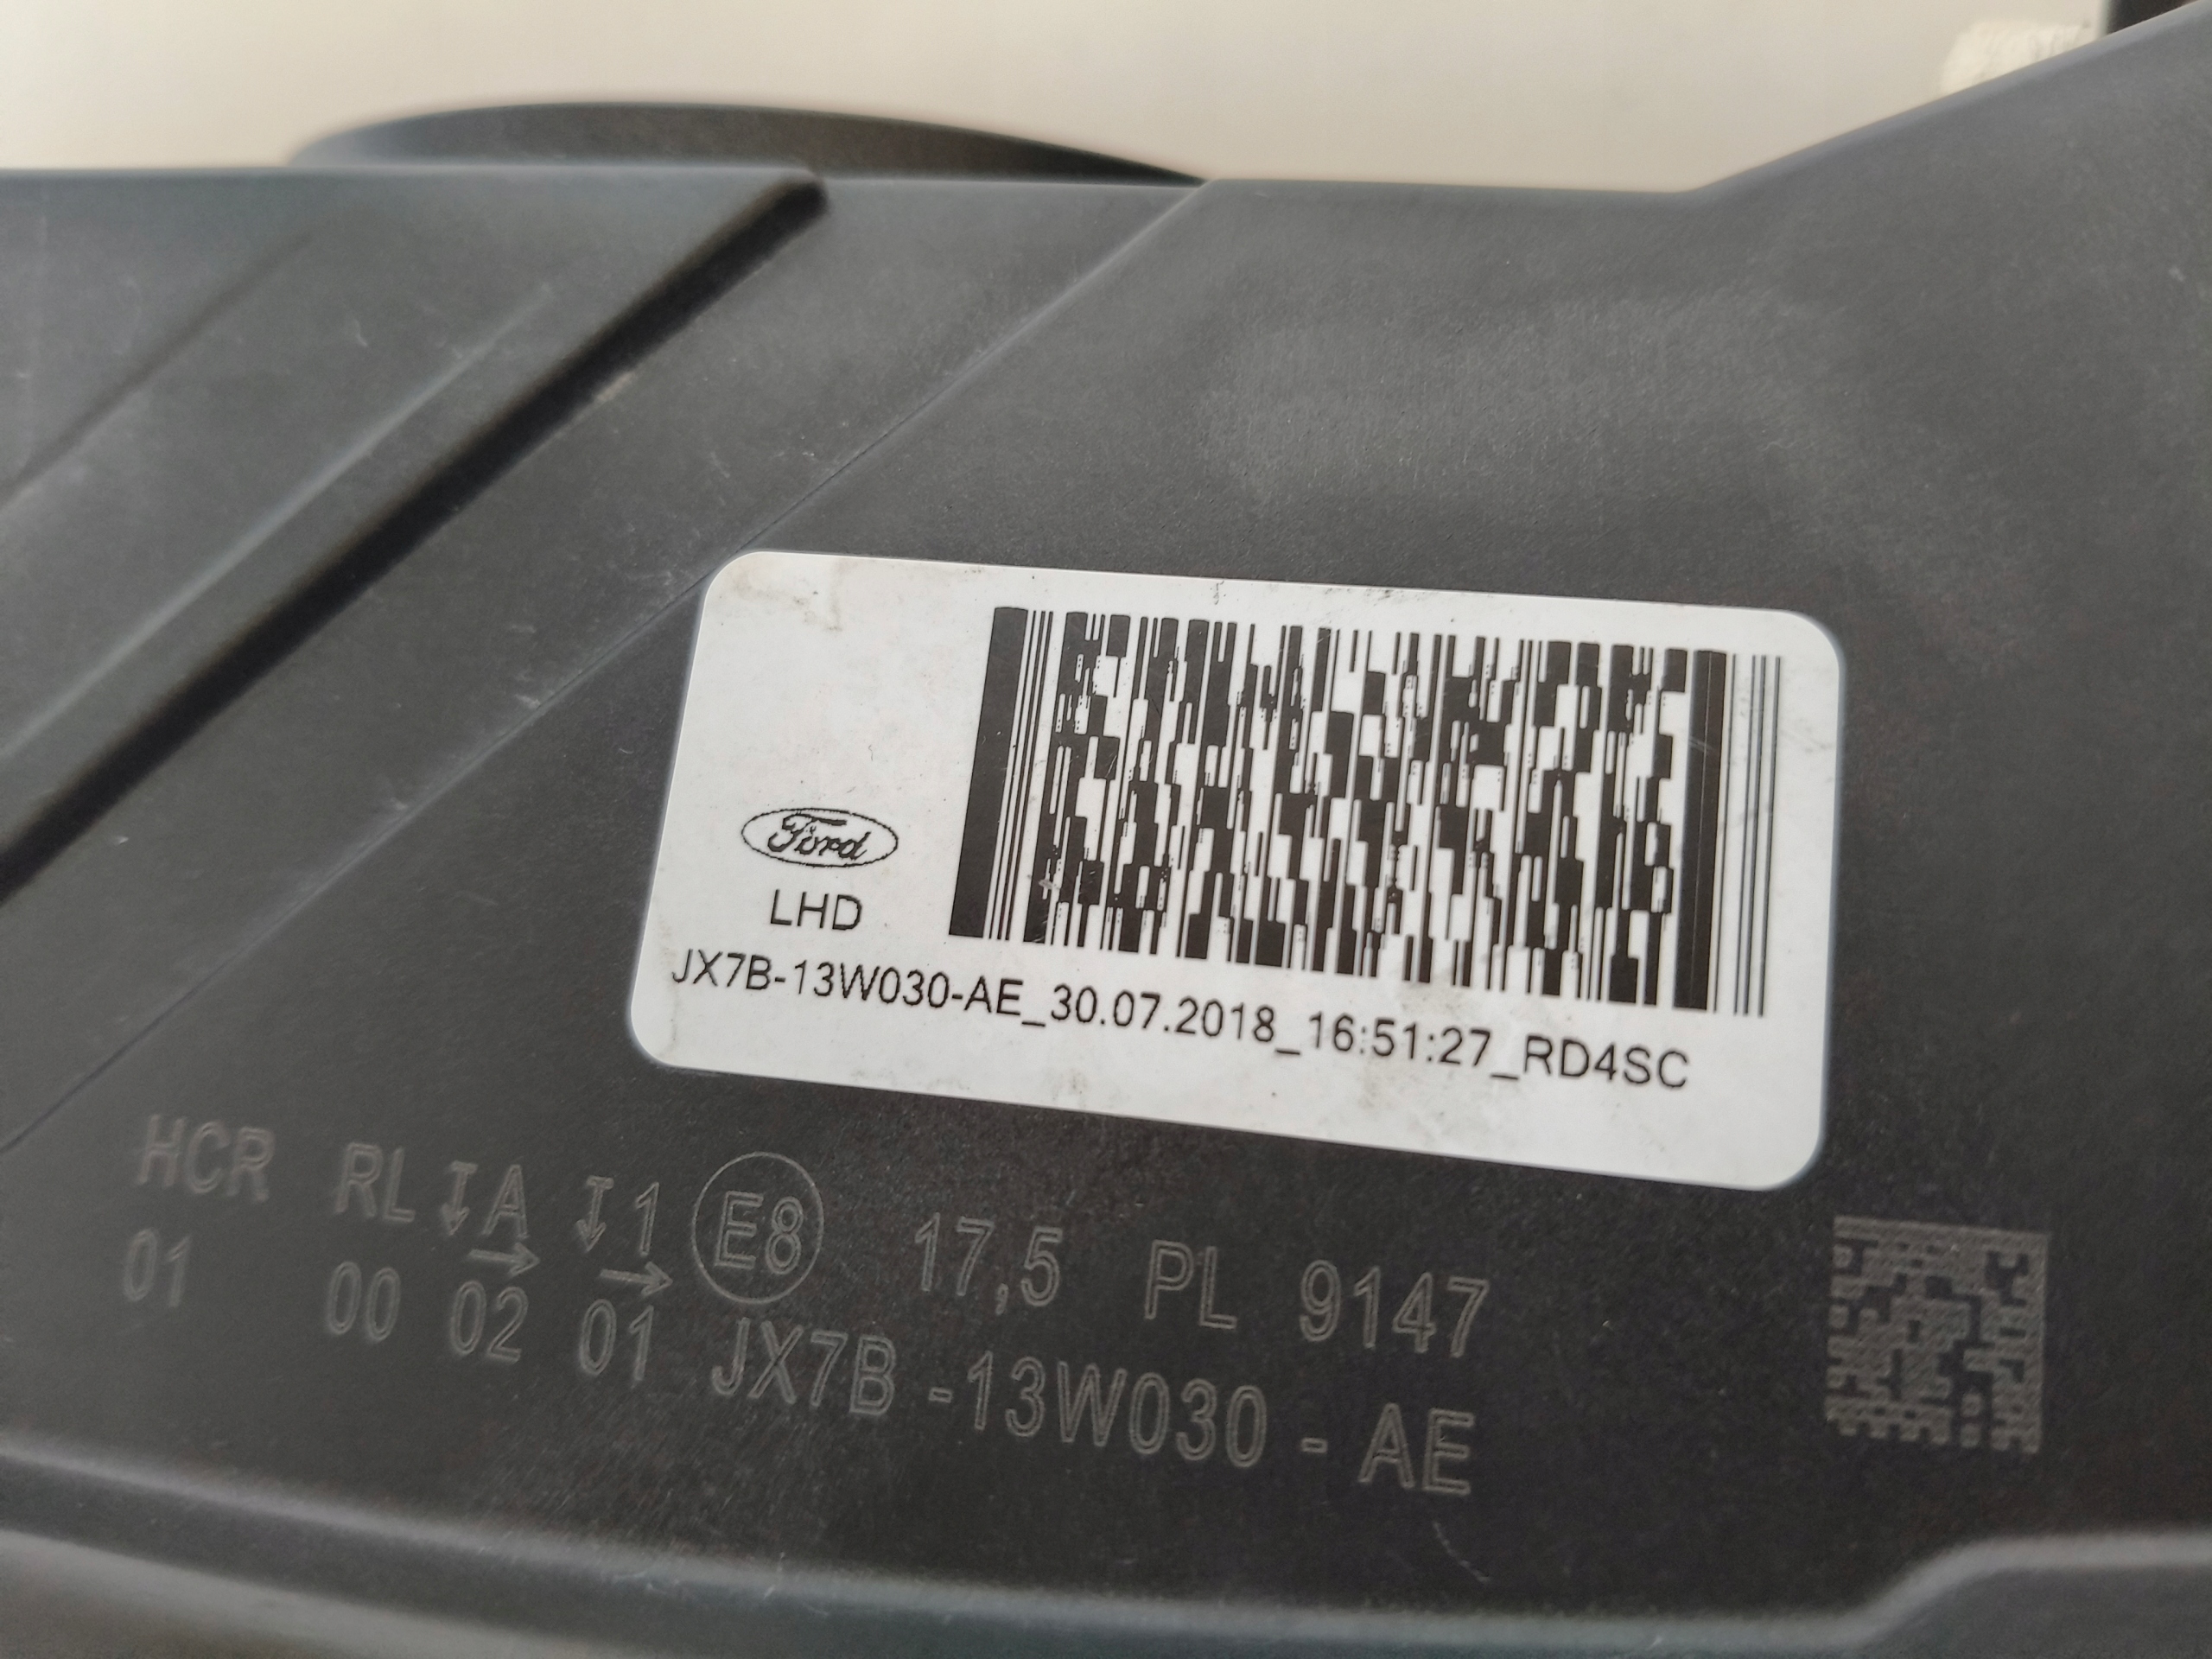 Ford
LHD
JX7B-13W030-AE_30.07.2018_16:51:27_RD4SC
HCR RL ↓A ↓1 E8 17,5 PL 9147
→ →
01 00 02 01 JX7B -13W030 - AE